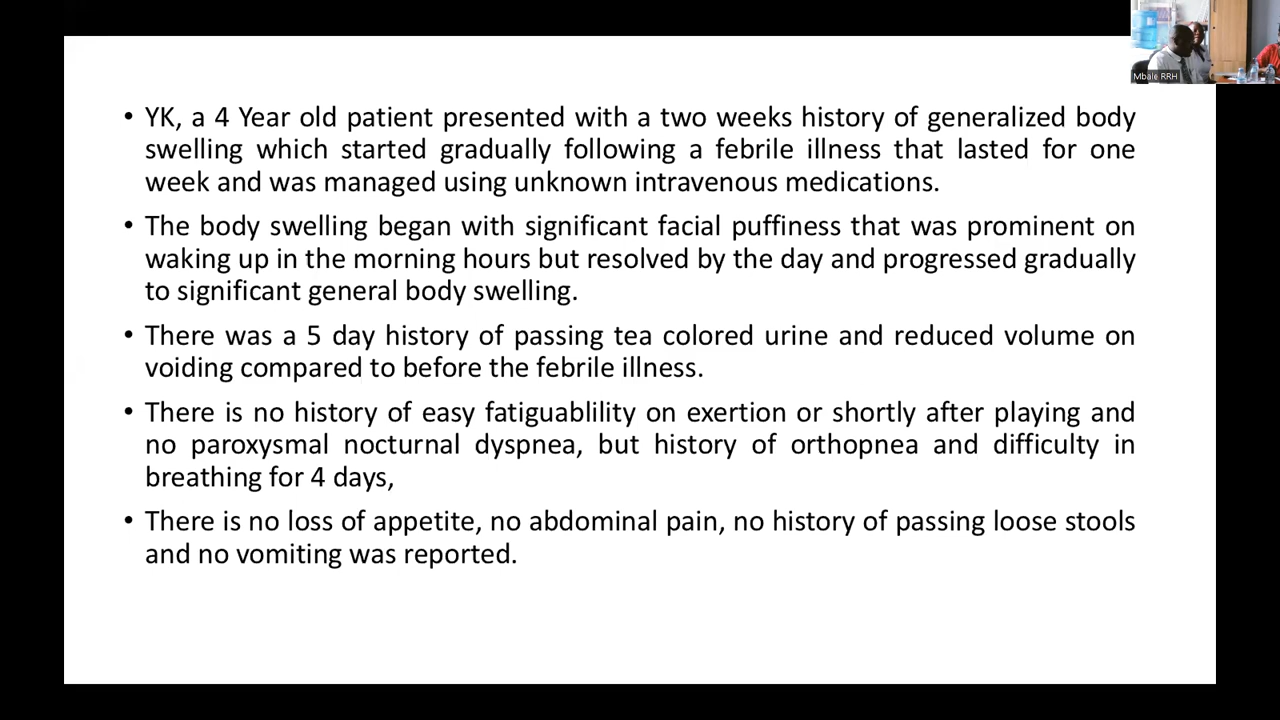 Mbale RRH
• YK, a 4 Year old patient presented with a two weeks history of generalized body
swelling which started gradually following a febrile illness that lasted for one
week and was managed using unknown intravenous medications.
• The body swelling began with significant facial puffiness that was prominent on
waking up in the morning hours but resolved by the day and progressed gradually
to significant general body swelling.
• There was a 5 day history of passing tea colored urine and reduced volume on
voiding compared to before the febrile illness.
• There is no history of easy fatiguablility on exertion or shortly after playing and
no paroxysmal nocturnal dyspnea, but history of orthopnea and difficulty in
breathing for 4 days,
• There is no loss of appetite, no abdominal pain, no history of passing loose stools
and no vomiting was reported.